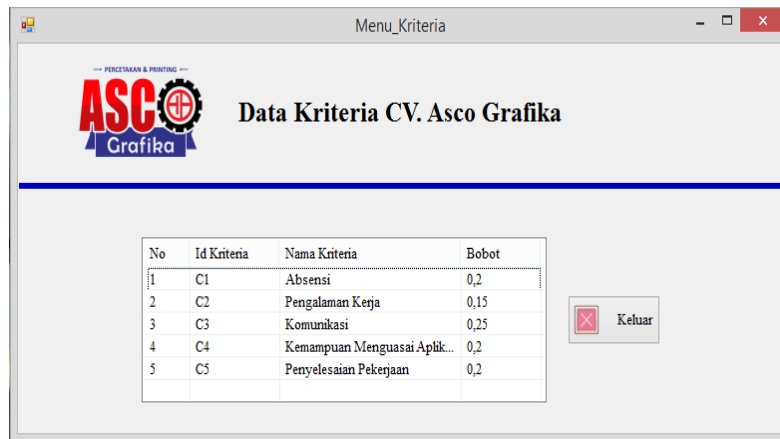 Menu_Kriteria
PERCETAKAN & PRINTING
ASCO
Grafika
Data Kriteria CV. Asco Grafika
No Id Kriteria Nama Kriteria Bobot
1 C1 Absensi 0,2
2 C2 Pengalaman Kerja 0,15
3 C3 Komunikasi 0,25
4 C4 Kemampuan Menguasai Aplik... 0,2
5 C5 Penyelesaian Pekerjaan 0,2
Keluar